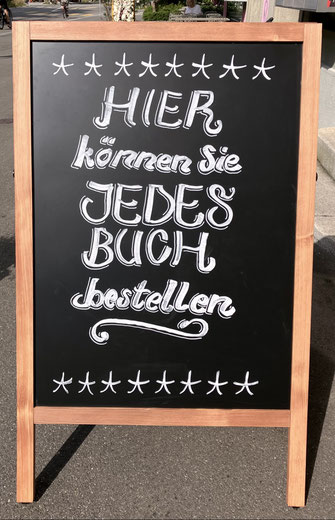 HIER
können Sie
JEDES
BUCH
bestellen